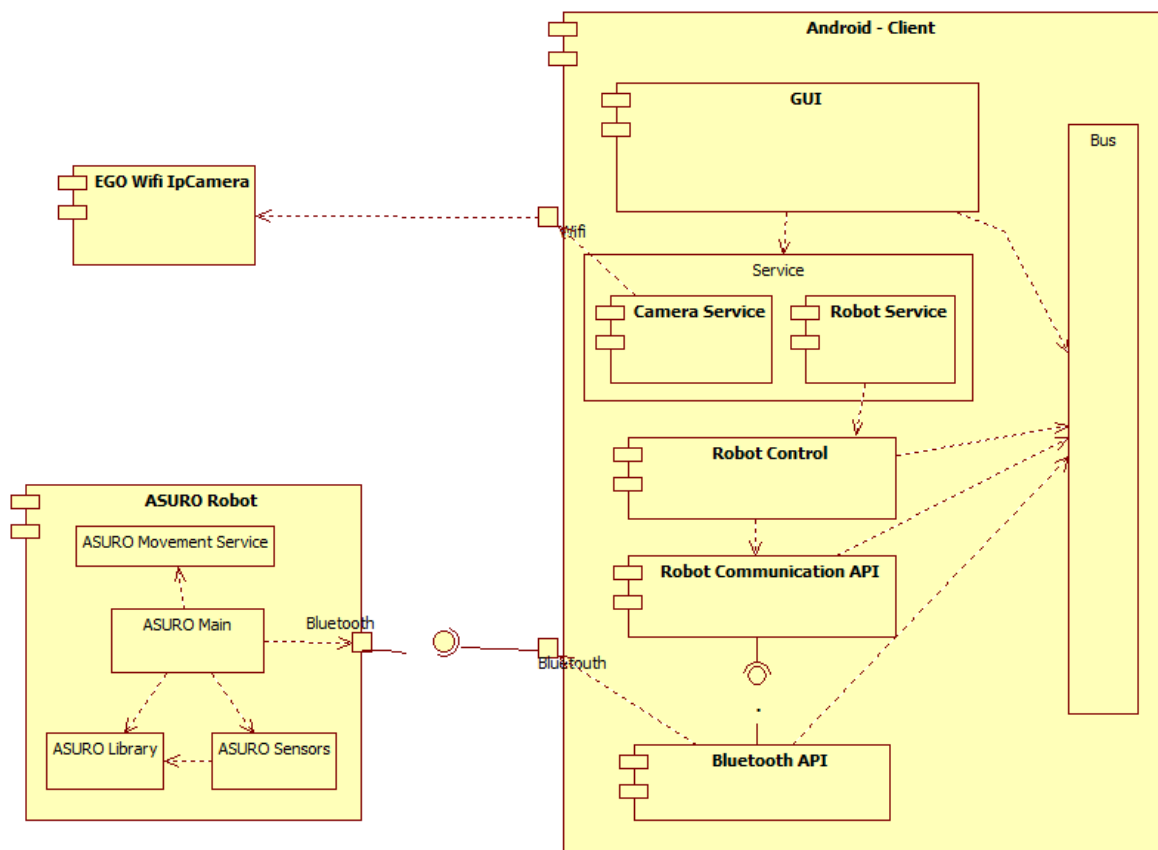 Android - Client
GUI
Bus
EGO Wifi IpCamera
Wifi
Service
Camera Service
Robot Service
Robot Control
ASURO Robot
ASURO Movement Service
Robot Communication API
ASURO Main
Bluetooth
Bluetouth
ASURO Library
ASURO Sensors
Bluetooth API